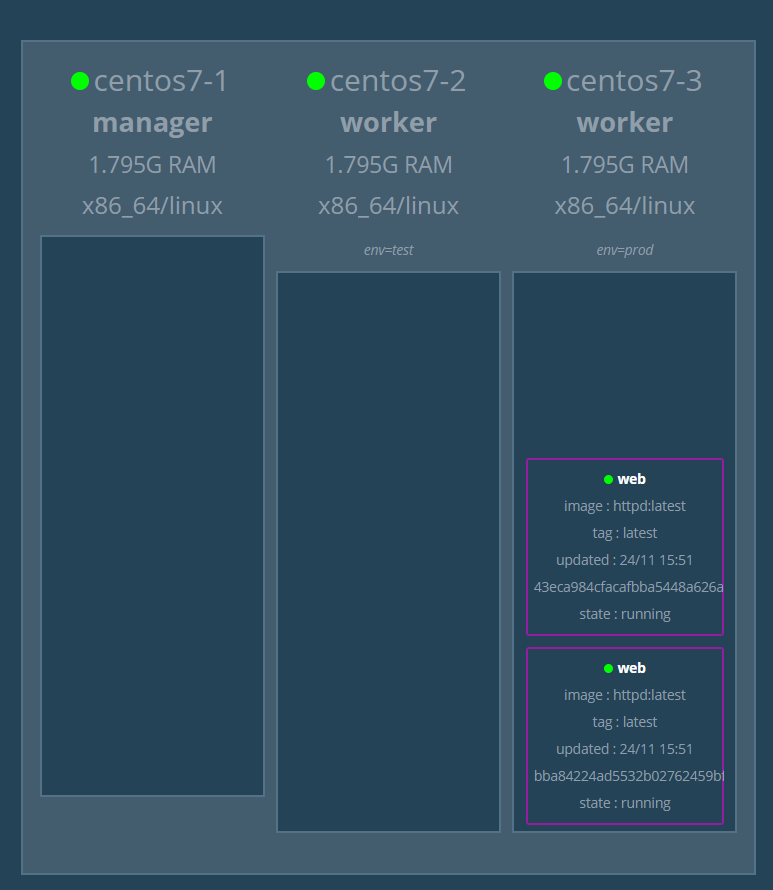 centos7-1
manager
1.795G RAM
x86_64/linux
centos7-2
worker
1.795G RAM
x86_64/linux
env=test
centos7-3
worker
1.795G RAM
x86_64/linux
env=prod
web
image : httpd:latest
tag : latest
updated : 24/11 15:51
43eca984cfacafbba5448a626a
state : running
web
image : httpd:latest
tag : latest
updated : 24/11 15:51
bba84224ad5532b02762459b
state : running